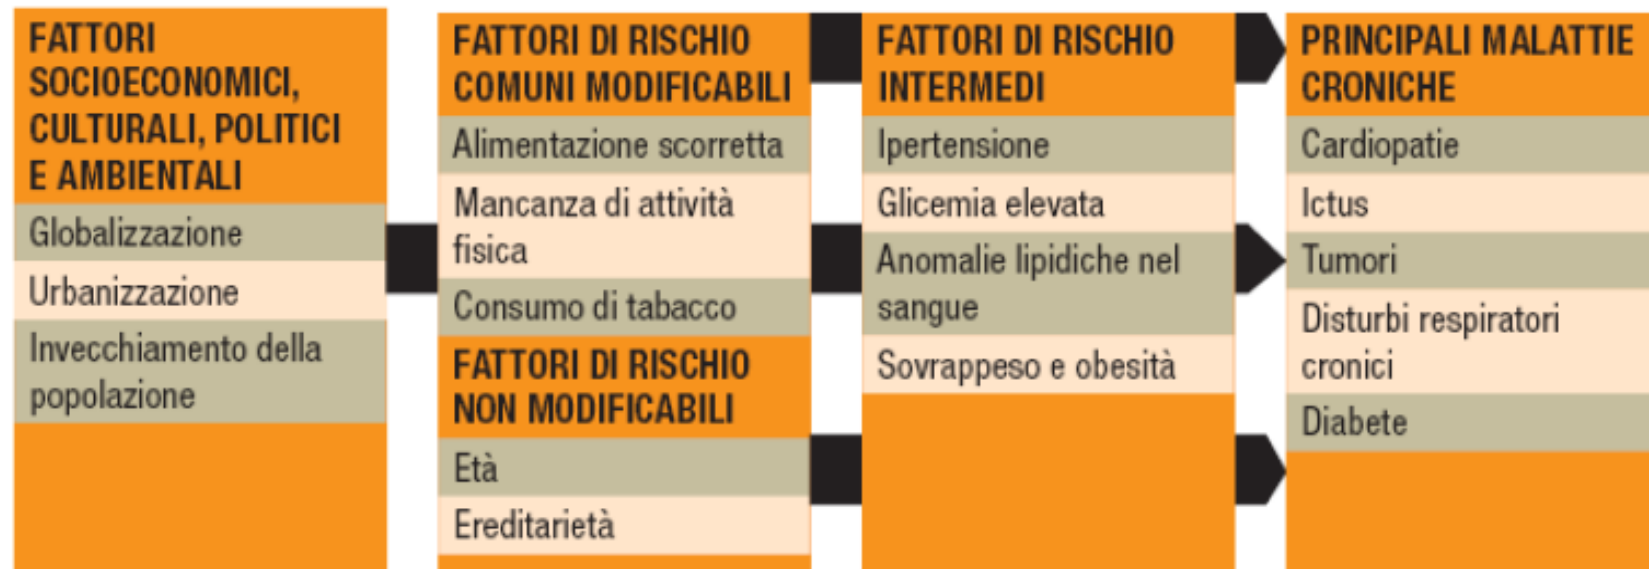 FATTORI
SOCIOECONOMICI,
CULTURALI, POLITICI
E AMBIENTALI
Globalizzazione
Urbanizzazione
Invecchiamento della
popolazione
FATTORI DI RISCHIO
COMUNI MODIFICABILI
Alimentazione scorretta
Mancanza di attività
fisica
Consumo di tabacco
FATTORI DI RISCHIO
NON MODIFICABILI
Età
Ereditarietà
FATTORI DI RISCHIO
INTERMEDI
Ipertensione
Glicemia elevata
Anomalie lipidiche nel
sangue
Sovrappeso e obesità
PRINCIPALI MALATTIE
CRONICHE
Cardiopatie
Ictus
Tumori
Disturbi respiratori
cronici
Diabete